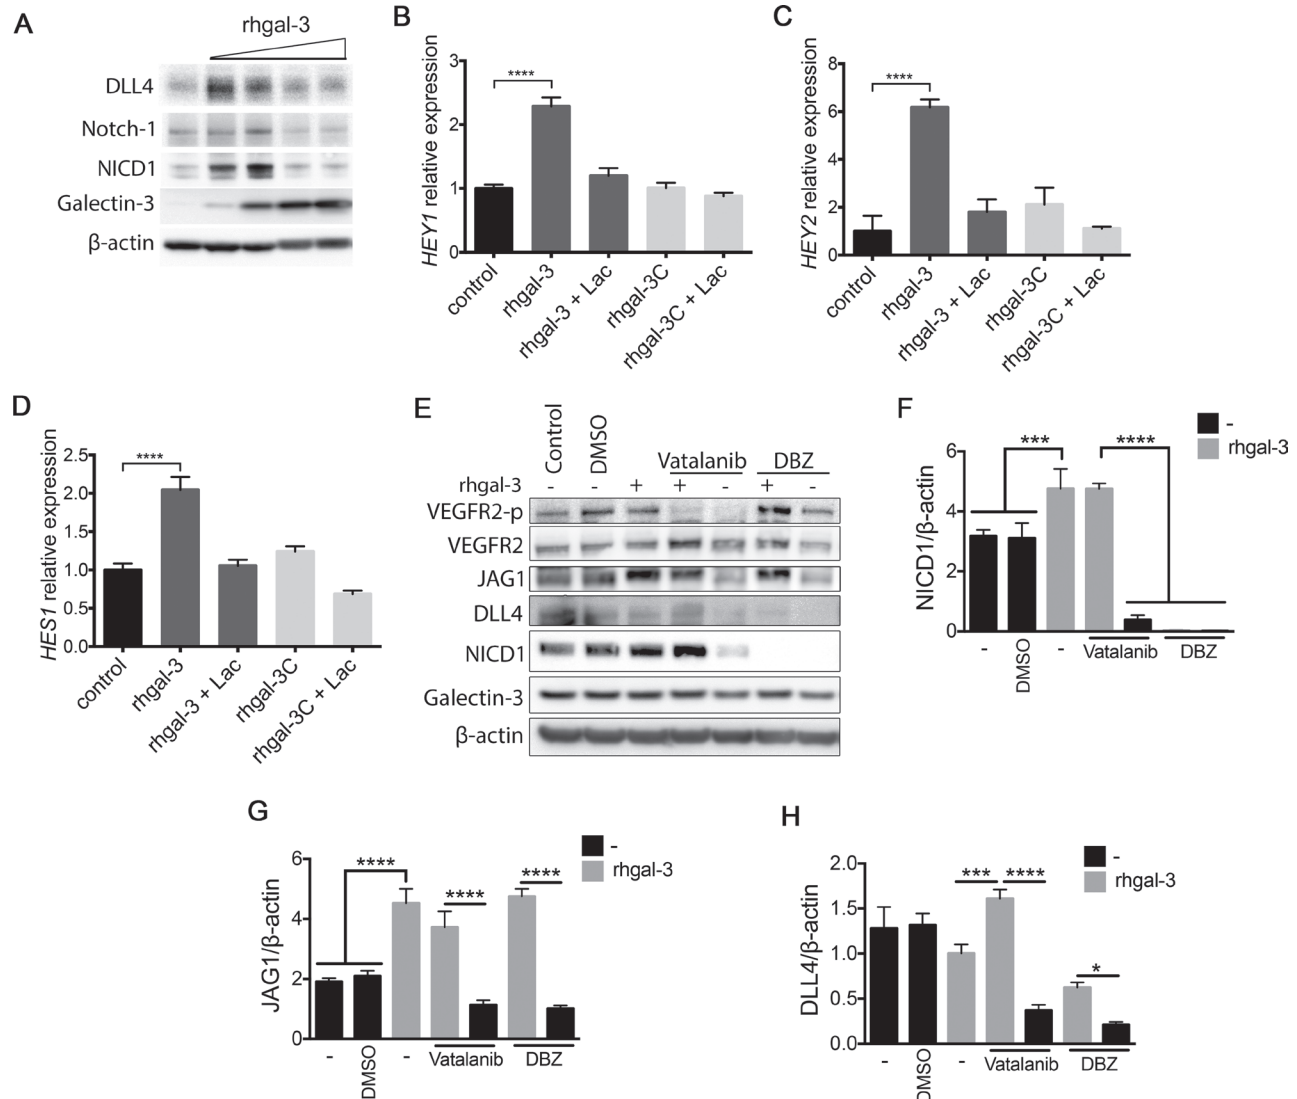 A
rhgal-3
DLL4
Notch-1
NICD1
Galectin-3
β-actin
B
HEY1 relative expression
3
2
1
0
****
control
rhgal-3
rhgal-3 + Lac
rhgal-3C
rhgal-3C + Lac
C
HEY2 relative expression
8
6
4
2
0
****
control
rhgal-3
rhgal-3 + Lac
rhgal-3C
rhgal-3C + Lac
D
HES1 relative expression
2.5
2.0
1.5
1.0
0.5
0.0
****
control
rhgal-3
rhgal-3 + Lac
rhgal-3C
rhgal-3C + Lac
E
Control
DMSO
Vatalanib DBZ
rhgal-3 - - + + - + -
VEGFR2-p
VEGFR2
JAG1
DLL4
NICD1
Galectin-3
β-actin
F
-
rhgal-3
NICD1/β-actin
6
4
2
0
*** ****
- DMSO - Vatalanib DBZ
G
-
rhgal-3
JAG1/β-actin
6
4
2
0
**** **** ****
- DMSO - Vatalanib DBZ
H
-
rhgal-3
DLL4/β-actin
2.0
1.5
1.0
0.5
0.0
*** **** *
- DMSO - Vatalanib DBZ